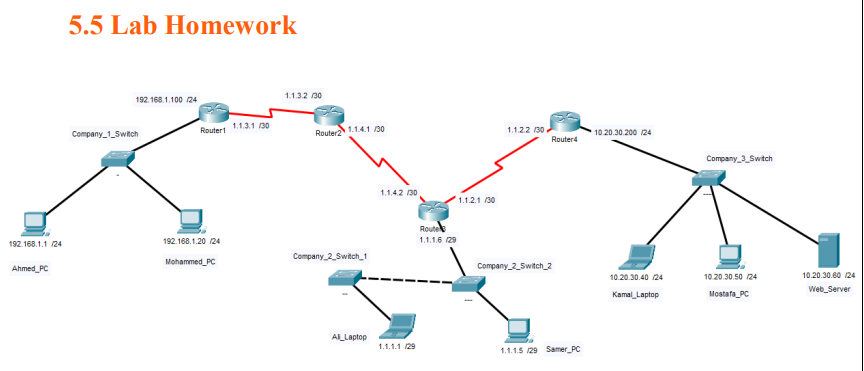 5.5 Lab Homework
1.1.3.2 /30
192.168.1.100 /24
Router1
1.1.3.1 /30
Router2
1.1.4.1 /30
1.1.2.2 /30
Router4
10.20.30.200 /24
Company_1_Switch
Company_3_Switch
1.1.4.2 /30
1.1.2.1 /30
Router3
1.1.1.6 /29
192.168.1.1 /24
Ahmed_PC
192.168.1.20 /24
Mohammed_PC
Company_2_Switch_1
Company_2_Switch_2
10.20.30.40 /24
Kamal_Laptop
10.20.30.50 /24
Mostafa_PC
10.20.30.60 /24
Web_Server
Ali_Laptop
1.1.1.1 /29
1.1.1.5 /29
Samer_PC